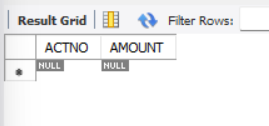 Result Grid Filter Rows:
ACTNO AMOUNT
NULL NULL